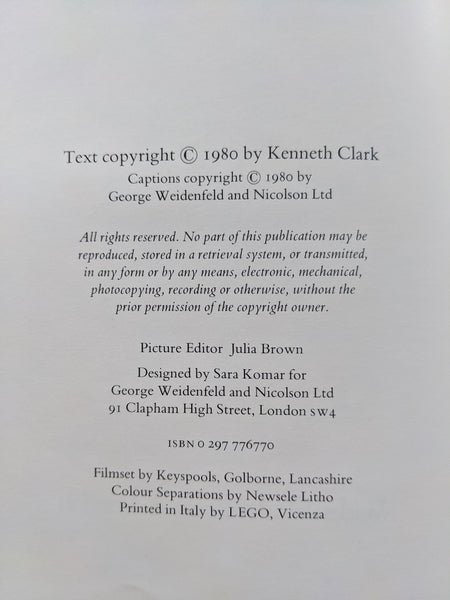 Text copyright © 1980 by Kenneth Clark
Captions copyright © 1980 by
George Weidenfeld and Nicolson Ltd
All rights reserved. No part of this publication may be
reproduced, stored in a retrieval system, or transmitted,
in any form or by any means, electronic, mechanical,
photocopying, recording or otherwise, without the
prior permission of the copyright owner.
Picture Editor Julia Brown
Designed by Sara Komar for
George Weidenfeld and Nicolson Ltd
91 Clapham High Street, London SW4
ISBN 0 297 776770
Filmset by Keyspools, Golborne, Lancashire
Colour Separations by Newsele Litho
Printed in Italy by LEGO, Vicenza